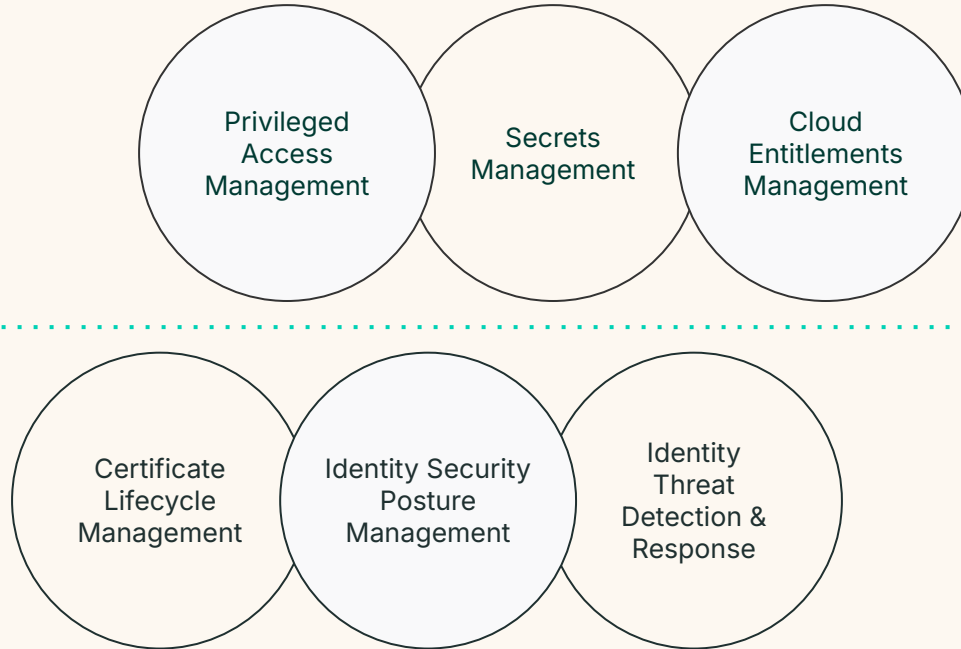 Privileged
Access
Management
Secrets
Management
Cloud
Entitlements
Management
Certificate
Lifecycle
Management
Identity Security
Posture
Management
Identity
Threat
Detection &
Response